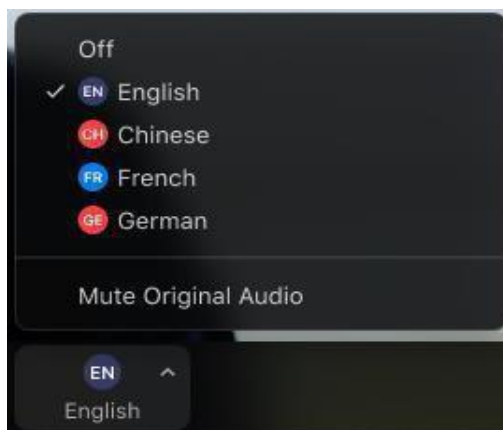 Off
EN English
CH Chinese
FR French
GE German
Mute Original Audio
EN
English